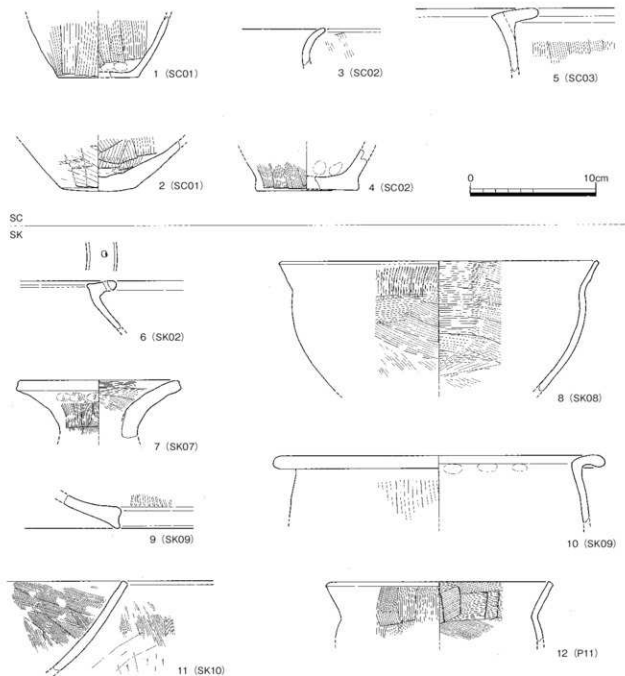 1 (SC01)
3 (SC02)
5 (SC03)
2 (SC01)
4 (SC02)
0 10cm
SC
SK
6 (SK02)
8 (SK08)
7 (SK07)
9 (SK09)
10 (SK09)
11 (SK10)
12 (P11)